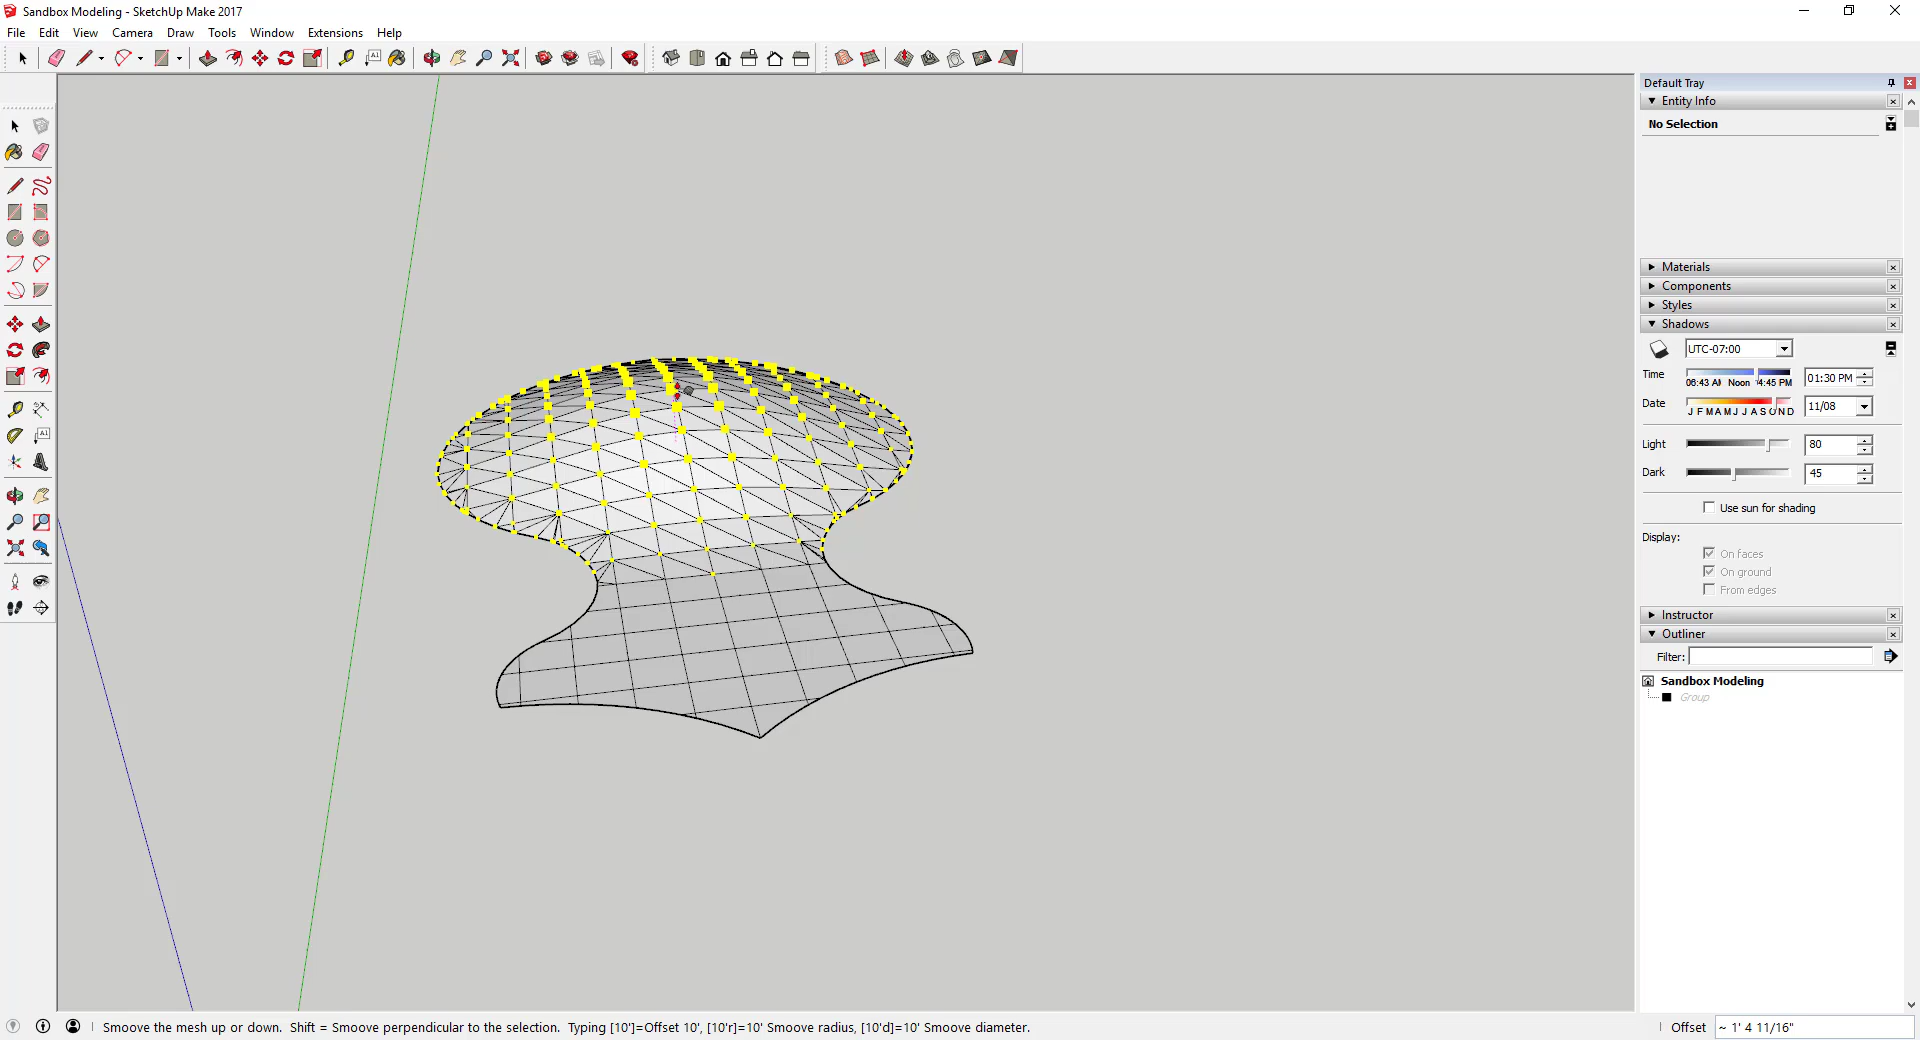 Sandbox Modeling - SketchUp Make 2017
File Edit View Camera Draw Tools Window Extensions Help
Default Tray
Entity Info
No Selection
Materials
Components
Styles
Shadows
UTC-07:00
Time
06:43 AM Noon 4:45 PM
01:30 PM
Date
J F M A M J J A S O N D
11/08
Light
80
Dark
45
Use sun for shading
Display:
On faces
On ground
From edges
Instructor
Outliner
Filter:
Sandbox Modeling
Group
Smoove the mesh up or down. Shift = Smoove perpendicular to the selection. Typing [10']=Offset 10', [10'r]=10' Smoove radius, [10'd]=10' Smoove diameter.
Offset ~ 1' 4 11/16"